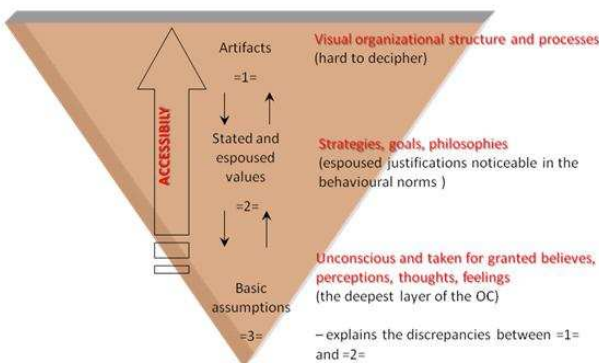 Artifacts
=1=
Visual organizational structure and processes
(hard to decipher)
ACCESSIBILY
Stated and
espoused
values
=2=
Strategies, goals, philosophies
(espoused justifications noticeable in the
behavioural norms )
Basic
assumptions
=3=
Unconscious and taken for granted believes,
perceptions, thoughts, feelings
(the deepest layer of the OC)
– explains the discrepancies between =1=
and =2=